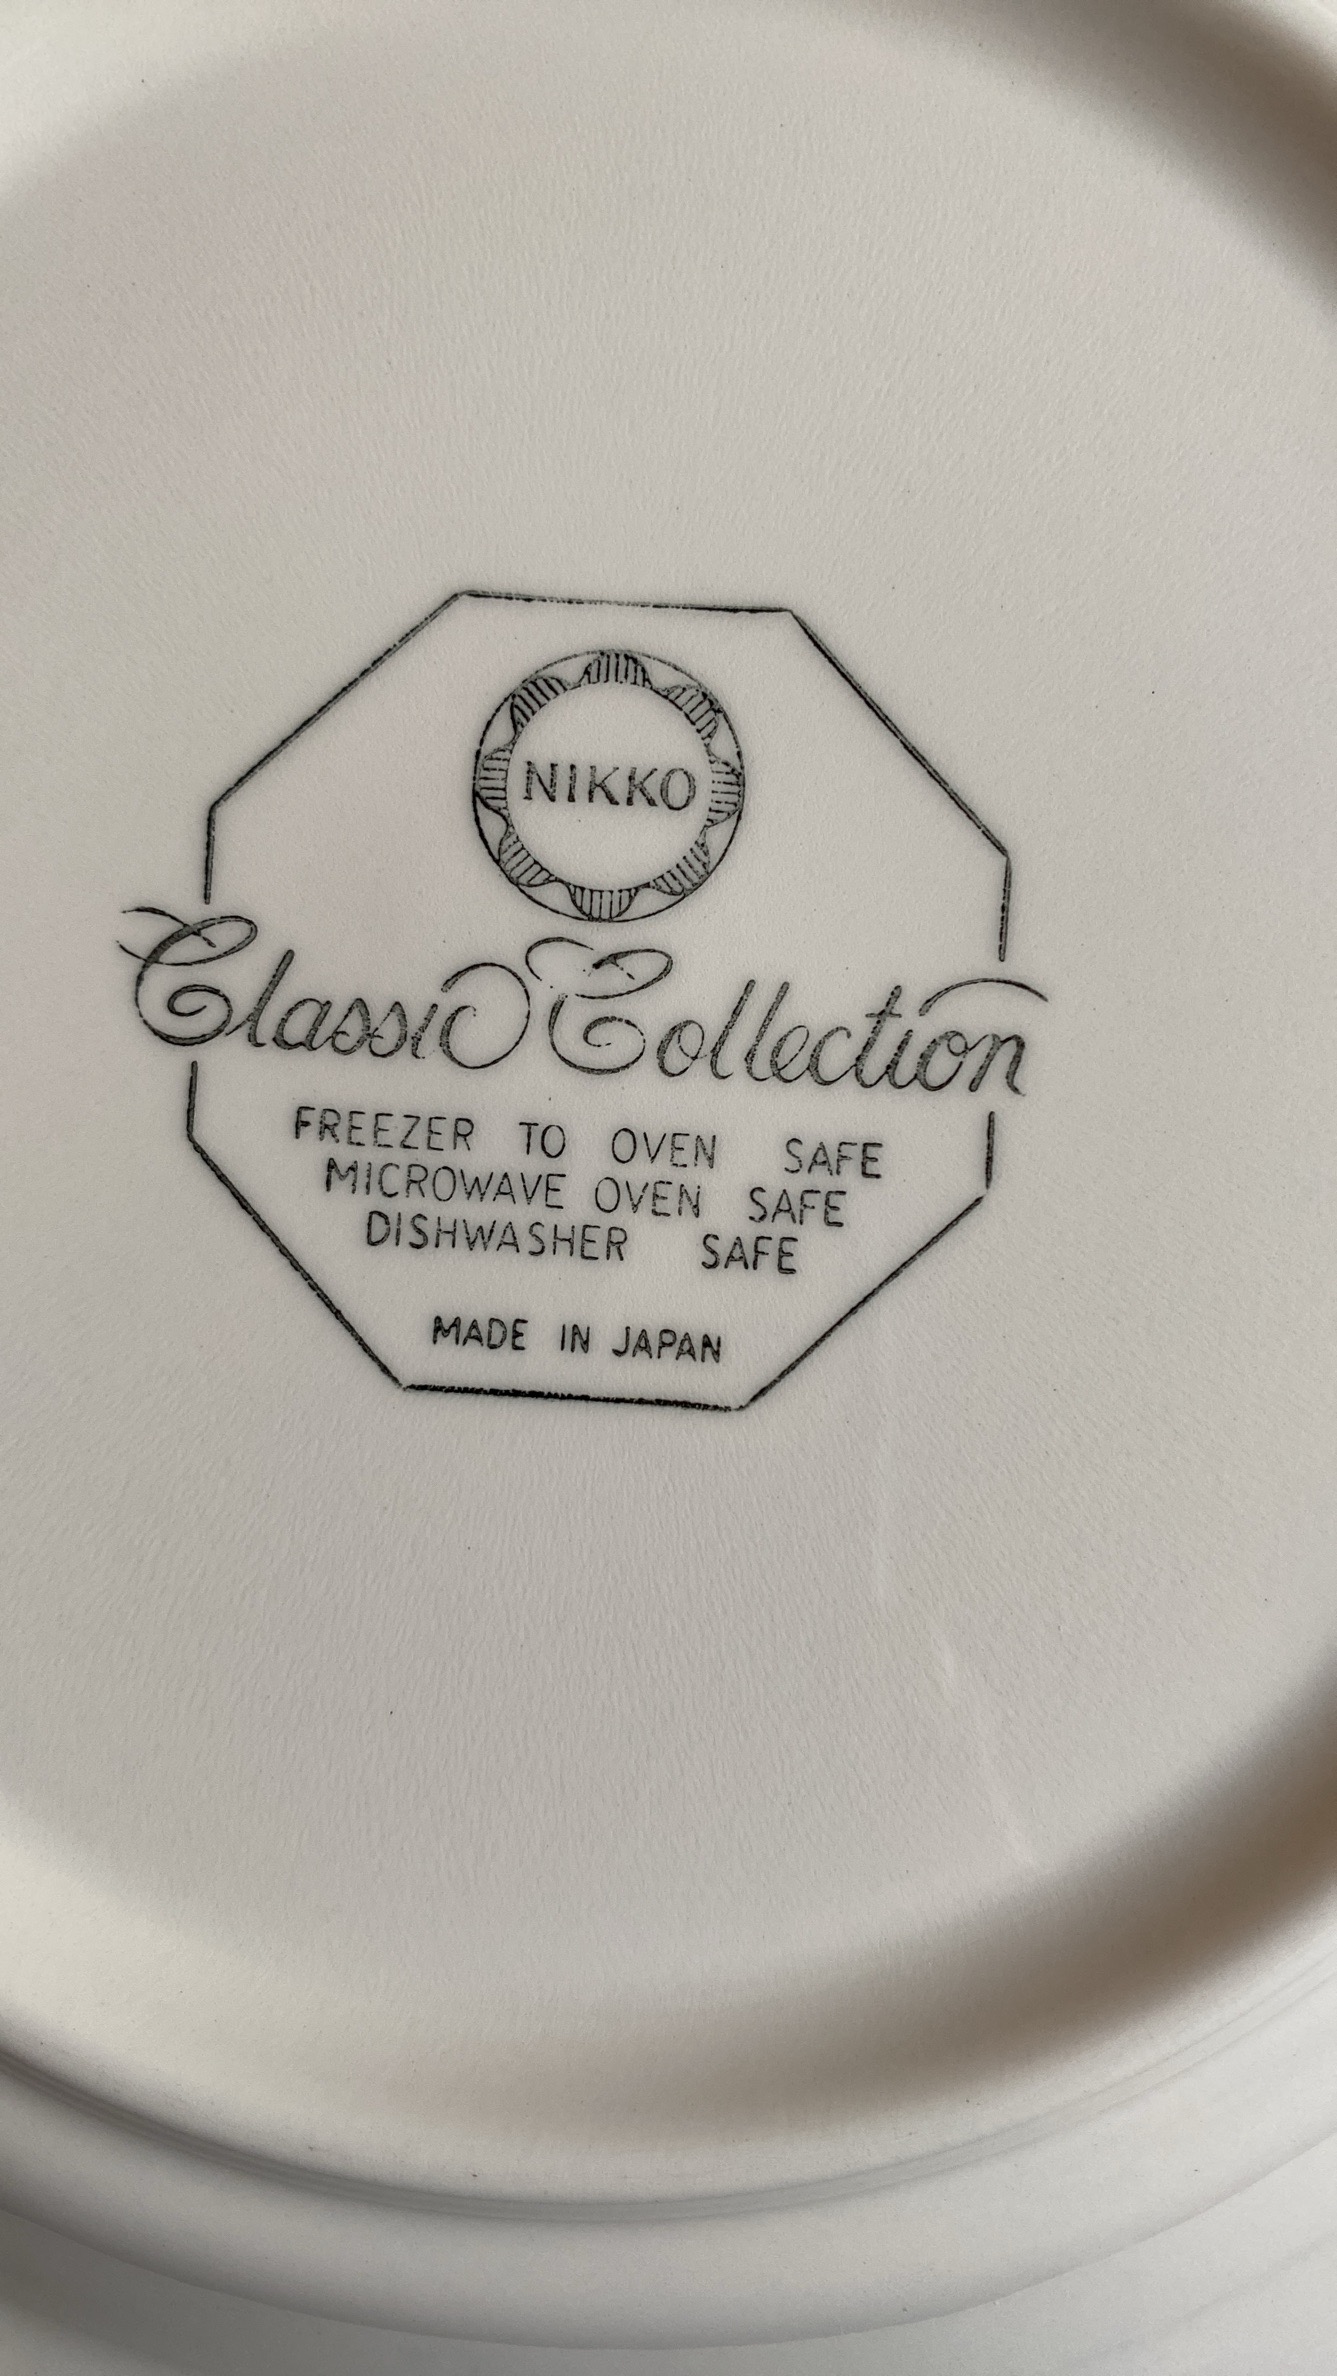 NIKKO
Classic Collection
FREEZER TO OVEN SAFE
MICROWAVE OVEN SAFE
DISHWASHER SAFE
MADE IN JAPAN